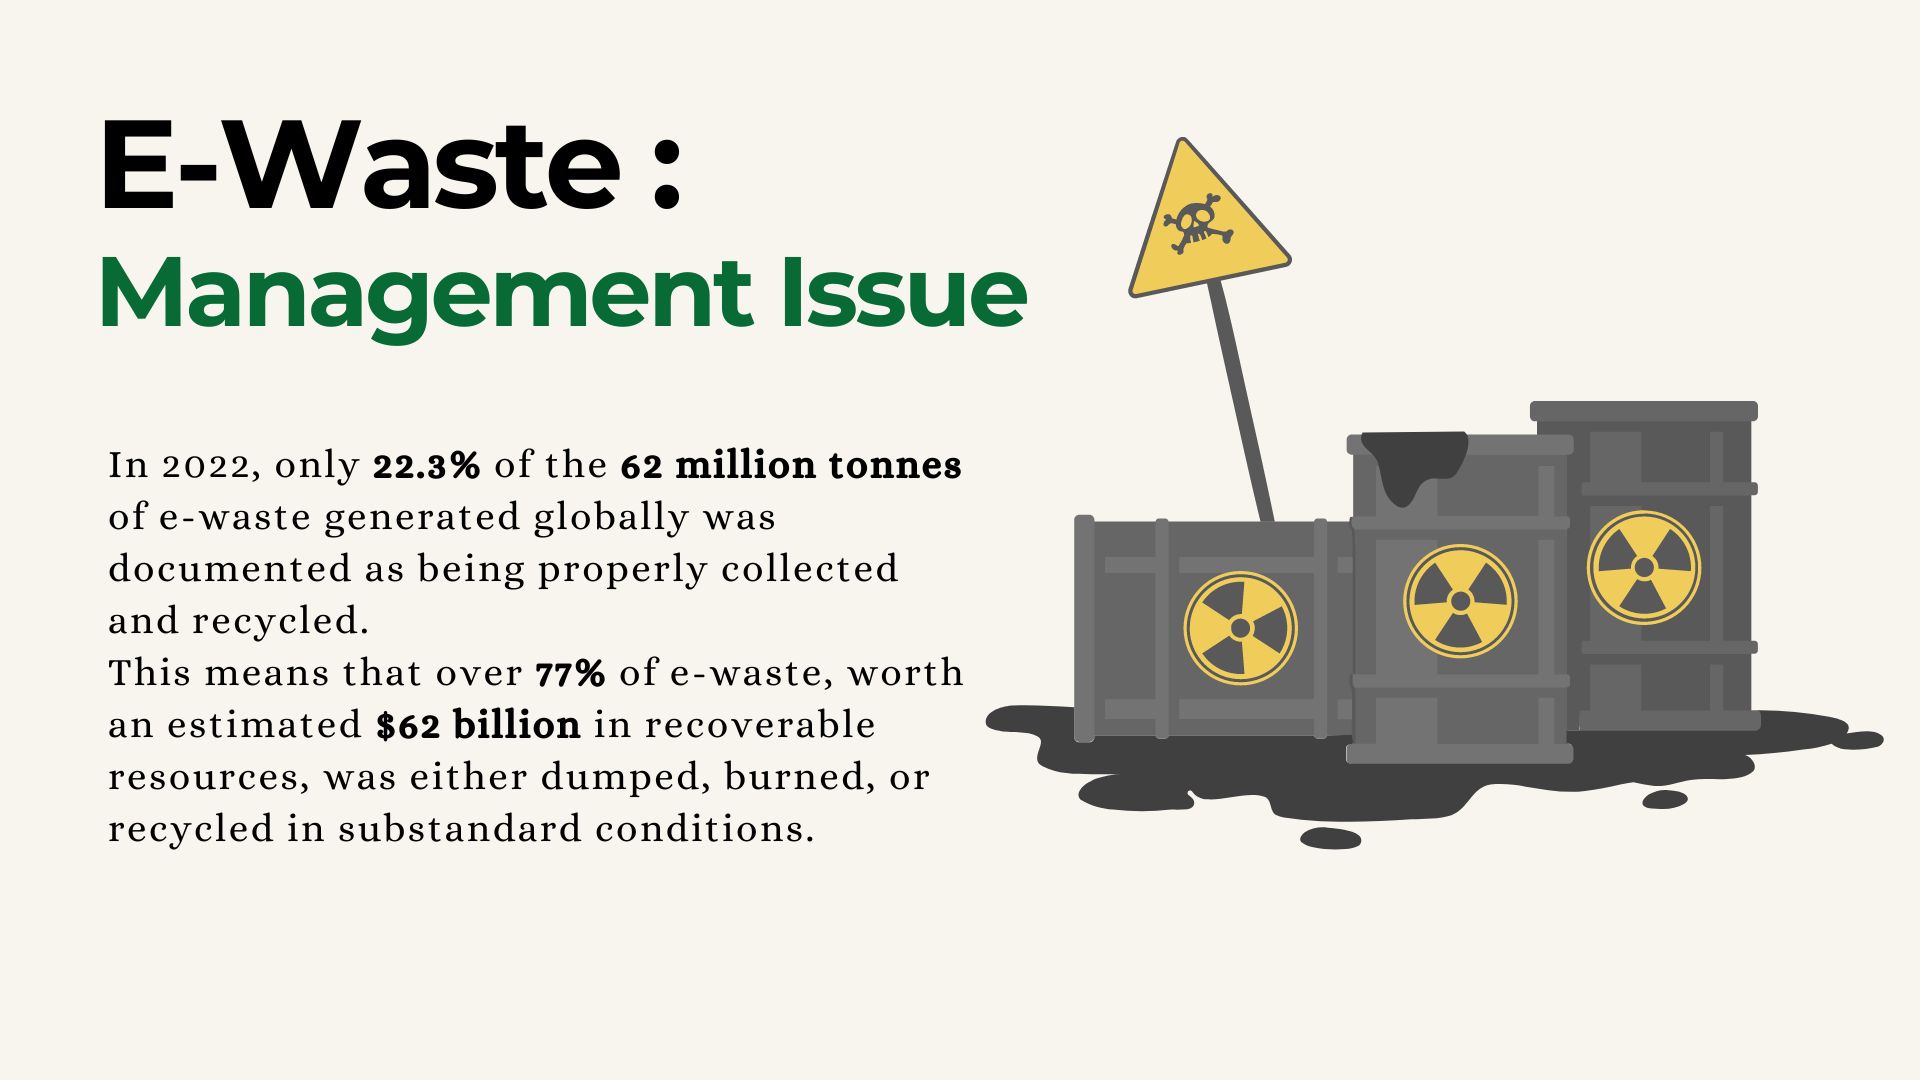 E-Waste :
Management Issue
In 2022, only 22.3% of the 62 million tonnes
of e-waste generated globally was
documented as being properly collected
and recycled.
This means that over 77% of e-waste, worth
an estimated $62 billion in recoverable
resources, was either dumped, burned, or
recycled in substandard conditions.